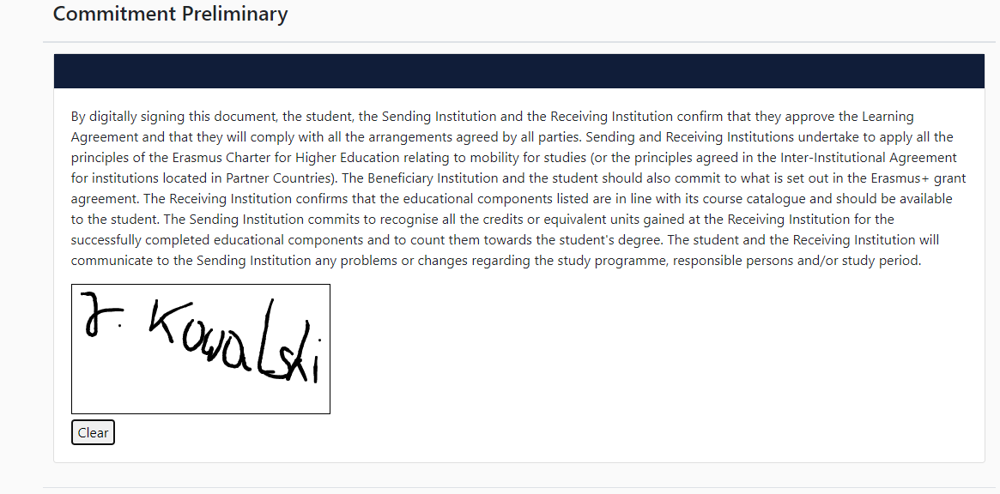 Commitment Preliminary
By digitally signing this document, the student, the Sending Institution and the Receiving Institution confirm that they approve the Learning
Agreement and that they will comply with all the arrangements agreed by all parties. Sending and Receiving Institutions undertake to apply all the
principles of the Erasmus Charter for Higher Education relating to mobility for studies (or the principles agreed in the Inter-Institutional Agreement
for institutions located in Partner Countries). The Beneficiary Institution and the student should also commit to what is set out in the Erasmus+ grant
agreement. The Receiving Institution confirms that the educational components listed are in line with its course catalogue and should be available
to the student. The Sending Institution commits to recognise all the credits or equivalent units gained at the Receiving Institution for the
successfully completed educational components and to count them towards the student's degree. The student and the Receiving Institution will
communicate to the Sending Institution any problems or changes regarding the study programme, responsible persons and/or study period.
J. Kowalski
Clear